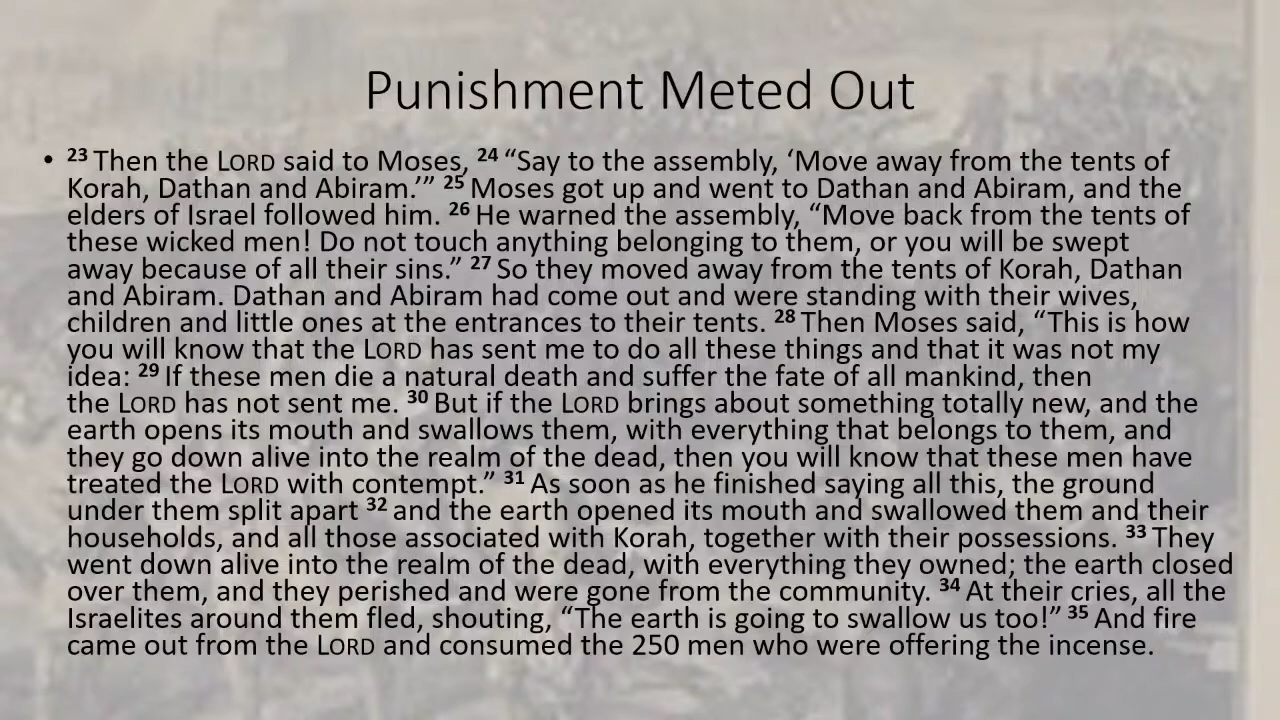 Punishment Meted Out
• ²³ Then the LORD said to Moses, ²⁴ “Say to the assembly, ‘Move away from the tents of
Korah, Dathan and Abiram.’” ²⁵ Moses got up and went to Dathan and Abiram, and the
elders of Israel followed him. ²⁶ He warned the assembly, “Move back from the tents of
these wicked men! Do not touch anything belonging to them, or you will be swept
away because of all their sins.” ²⁷ So they moved away from the tents of Korah, Dathan
and Abiram. Dathan and Abiram had come out and were standing with their wives,
children and little ones at the entrances to their tents. ²⁸ Then Moses said, “This is how
you will know that the LORD has sent me to do all these things and that it was not my
idea: ²⁹ If these men die a natural death and suffer the fate of all mankind, then
the LORD has not sent me. ³⁰ But if the LORD brings about something totally new, and the
earth opens its mouth and swallows them, with everything that belongs to them, and
they go down alive into the realm of the dead, then you will know that these men have
treated the LORD with contempt.” ³¹ As soon as he finished saying all this, the ground
under them split apart ³² and the earth opened its mouth and swallowed them and their
households, and all those associated with Korah, together with their possessions. ³³ They
went down alive into the realm of the dead, with everything they owned; the earth closed
over them, and they perished and were gone from the community. ³⁴ At their cries, all the
Israelites around them fled, shouting, “The earth is going to swallow us too!” ³⁵ And fire
came out from the LORD and consumed the 250 men who were offering the incense.